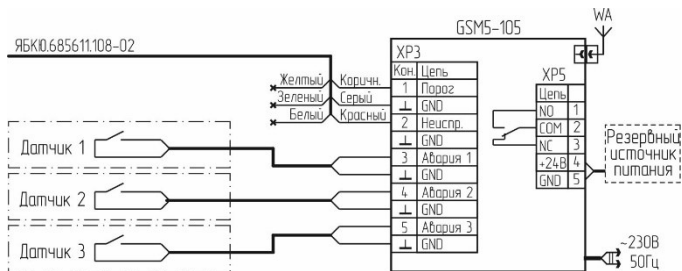 GSM5-105
WA
ЯБКЮ.685611.108-02
XP3
Кон. Цепь
1 Порог
⊥ GND
2 Неиспр.
⊥ GND
3 Авария 1
⊥ GND
4 Авария 2
⊥ GND
5 Авария 3
⊥ GND
Желтый Коричн.
Зеленый Серый
Белый Красный
Датчик 1
Датчик 2
Датчик 3
XP5
Цепь
NO 1
COM 2
NC 3
+24В 4
GND 5
Резервный
источник
питания
~230В
50Гц